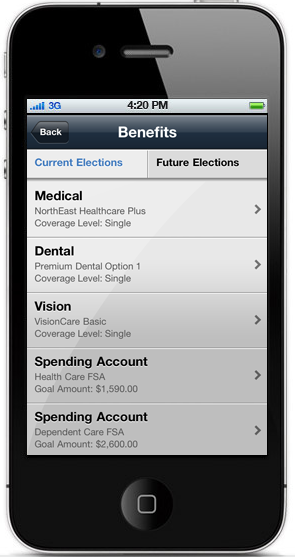 3G 4:20 PM
Back Benefits
Current Elections Future Elections
Medical
NorthEast Healthcare Plus
Coverage Level: Single
Dental
Premium Dental Option 1
Coverage Level: Single
Vision
VisionCare Basic
Coverage Level: Single
Spending Account
Health Care FSA
Goal Amount: $1,590.00
Spending Account
Dependent Care FSA
Goal Amount: $2,600.00